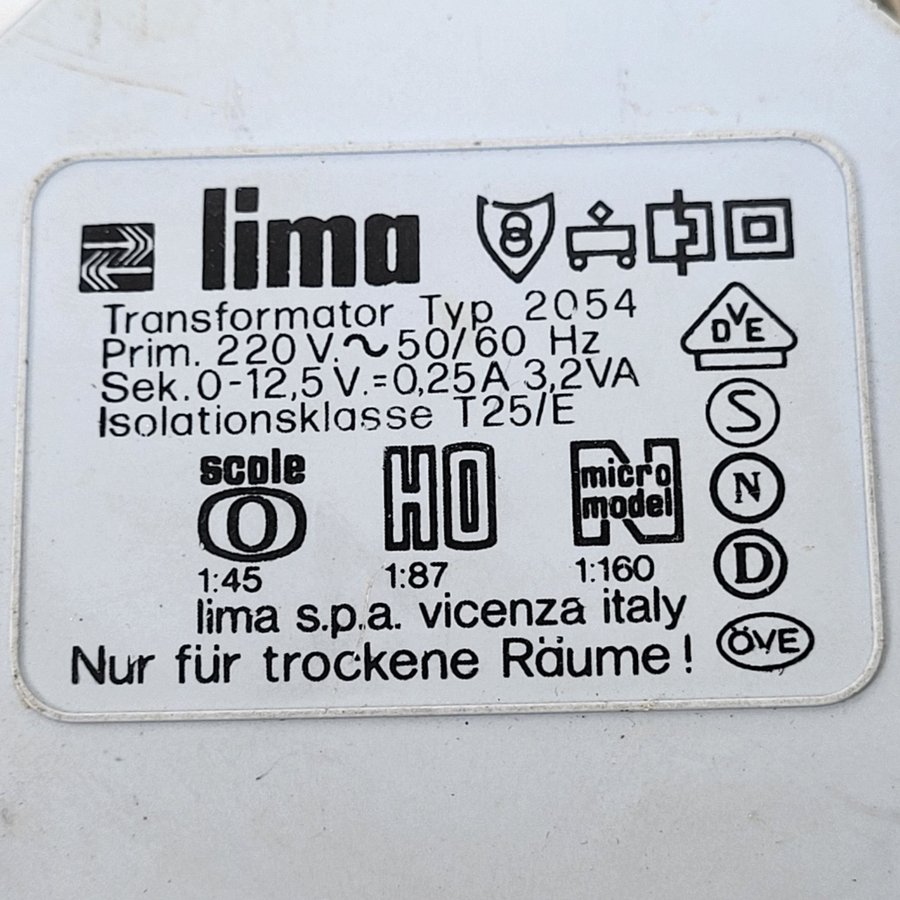 lima
8
Transformator Typ 2054
Prim. 220 V.~50/60 Hz
Sek.0-12,5 V.=0,25A 3,2VA
Isolationsklasse T25/E
DVE
S
N
D
ÖVE
scale O
1:45
HO
1:87
N micro model
1:160
lima s.p.a. vicenza italy
Nur für trockene Räume!